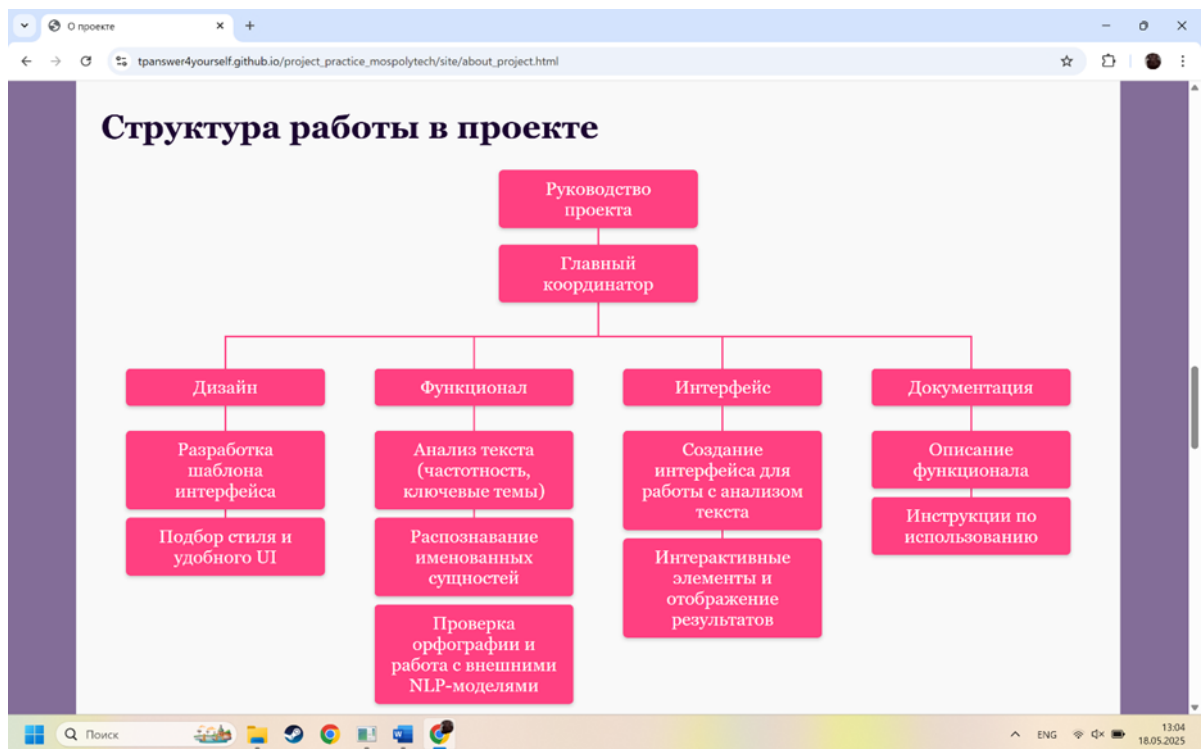 О проекте
tpanswer4yourself.github.io/project_practice_mospolytech/site/about_project.html
Структура работы в проекте
Руководство
проекта
Главный
координатор
Дизайн
Разработка
шаблона
интерфейса
Подбор стиля и
удобного UI
Функционал
Анализ текста
(частотность,
ключевые темы)
Распознавание
именованных
сущностей
Проверка
орфографии и
работа с внешними
NLP-моделями
Интерфейс
Создание
интерфейса для
работы с анализом
текста
Интерактивные
элементы и
отображение
результатов
Документация
Описание
функционала
Инструкции по
использованию
Поиск
ENG
13:04
18.05.2025